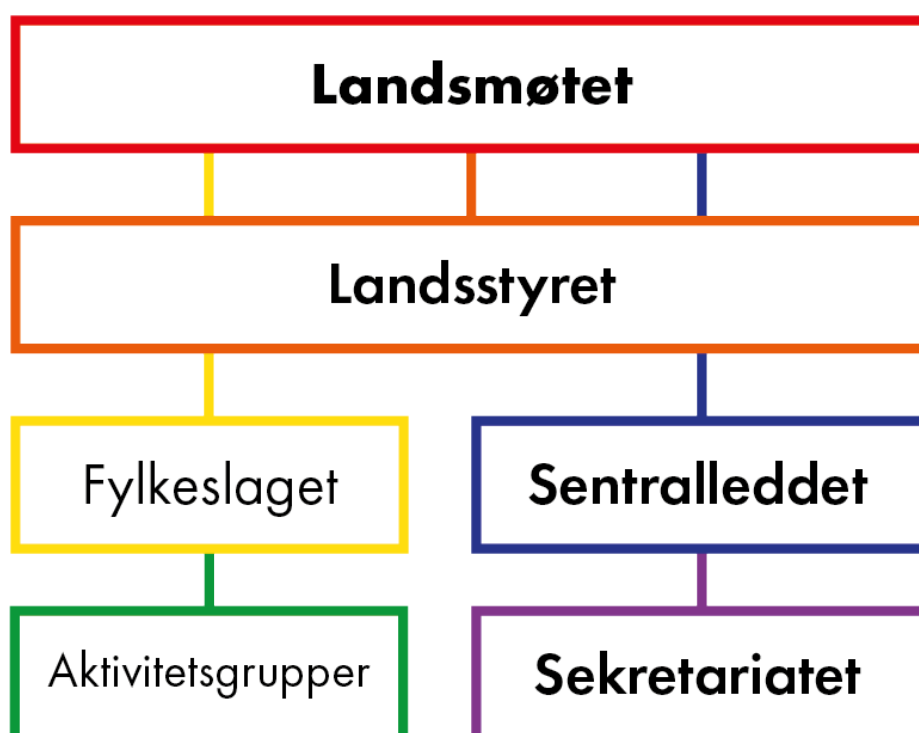 Landsmøtet
Landsstyret
Fylkeslaget
Sentralleddet
Aktivitetsgrupper
Sekretariatet